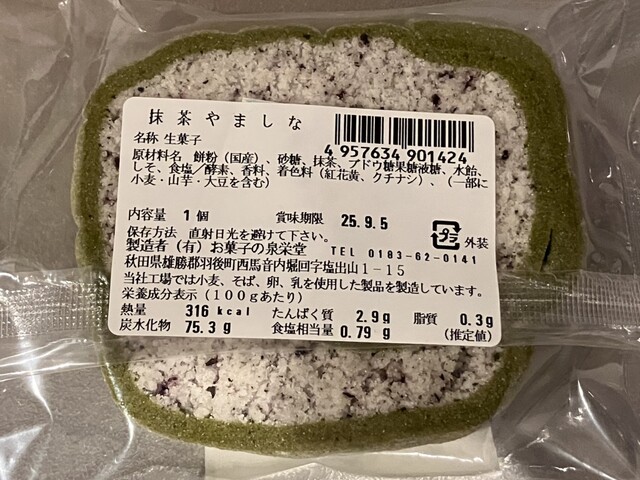 抹茶やましな
名称 生菓子
原材料名 餅粉(国産)、砂糖、抹茶、ブドウ糖果糖液糖、水飴、
しそ、食塩/酵素、香料、着色料(紅花黄、クチナシ)、(一部に
小麦・山芋・大豆を含む)
4957634901424
内容量 1個 賞味期限 25.9.5
保存方法 直射日光を避けて下さい。
プラ 外装
製造者(有)お菓子の泉栄堂 TEL 0183-62-0141
秋田県雄勝郡羽後町西馬音内堀回字塩出山1-15
当社工場では小麦、そば、卵、乳を使用した製品を製造しています。
栄養成分表示(100gあたり)
熱量 316kcal たんぱく質 2.9g 脂質 0.3g
炭水化物 75.3g 食塩相当量 0.79g (推定値)